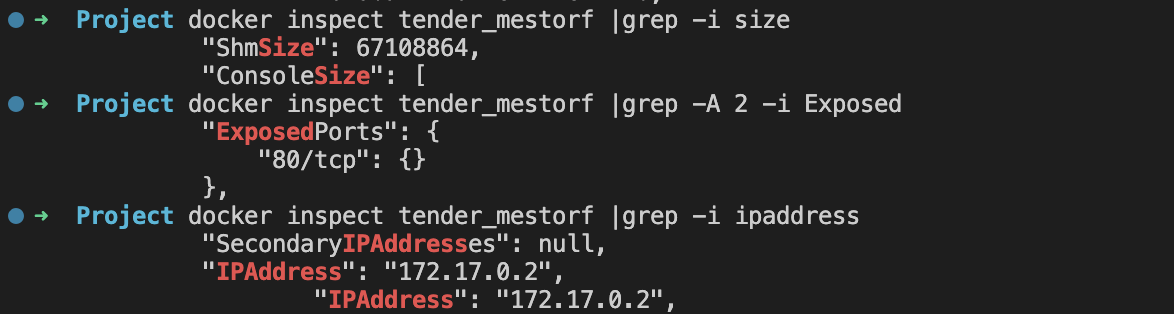 ➜ Project docker inspect tender_mestorf |grep -i size
"ShmSize": 67108864,
"ConsoleSize": [
➜ Project docker inspect tender_mestorf |grep -A 2 -i Exposed
"ExposedPorts": {
"80/tcp": {}
},
➜ Project docker inspect tender_mestorf |grep -i ipaddress
"SecondaryIPAddresses": null,
"IPAddress": "172.17.0.2",
"IPAddress": "172.17.0.2",